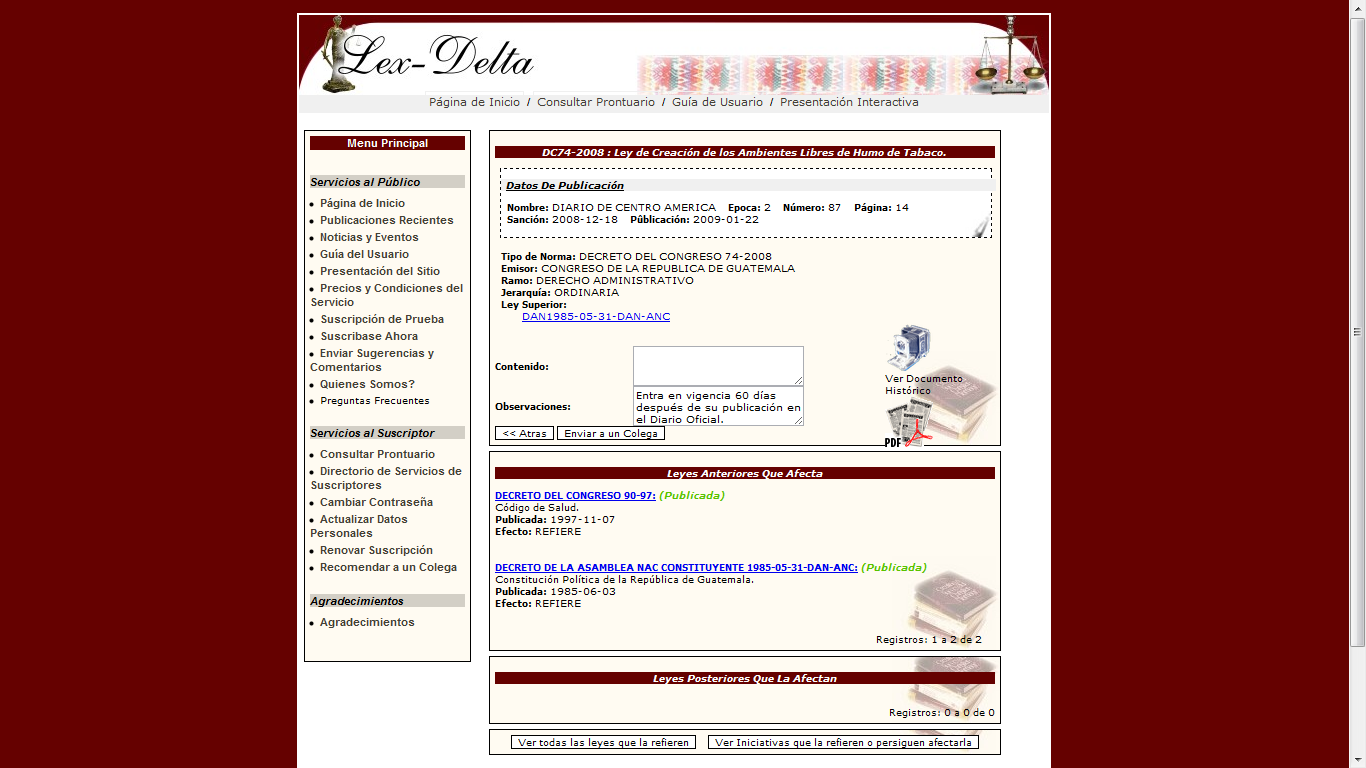 Lex-Delta
Página de Inicio / Consultar Prontuario / Guía de Usuario / Presentación Interactiva
Menu Principal
Servicios al Público
Página de Inicio
Publicaciones Recientes
Noticias y Eventos
Guía del Usuario
Presentación del Sitio
Precios y Condiciones del
Servicio
Suscripción de Prueba
Suscribase Ahora
Enviar Sugerencias y
Comentarios
Quienes Somos?
Preguntas Frecuentes
Servicios al Suscriptor
Consultar Prontuario
Directorio de Servicios de
Suscriptores
Cambiar Contraseña
Actualizar Datos
Personales
Renovar Suscripción
Recomendar a un Colega
Agradecimientos
Agradecimientos
DC74-2008 : Ley de Creación de los Ambientes Libres de Humo de Tabaco.
Datos De Publicación
Nombre: DIARIO DE CENTRO AMERICA Epoca: 2 Número: 87 Página: 14
Sanción: 2008-12-18 Pûblicación: 2009-01-22
Tipo de Norma: DECRETO DEL CONGRESO 74-2008
Emisor: CONGRESO DE LA REPUBLICA DE GUATEMALA
Ramo: DERECHO ADMINISTRATIVO
Jerarquía: ORDINARIA
Ley Superior:
DAN1985-05-31-DAN-ANC
Contenido:
Observaciones:
Entra en vigencia 60 días
después de su publicación en
el Diario Oficial.
Ver Documento
Histórico
PDF
<< Atras Enviar a un Colega
Leyes Anteriores Que Afecta
DECRETO DEL CONGRESO 90-97: (Publicada)
Código de Salud.
Publicada: 1997-11-07
Efecto: REFIERE
DECRETO DE LA ASAMBLEA NAC CONSTITUYENTE 1985-05-31-DAN-ANC: (Publicada)
Constitución Política de la República de Guatemala.
Publicada: 1985-06-03
Efecto: REFIERE
Registros: 1 a 2 de 2
Leyes Posteriores Que La Afectan
Registros: 0 a 0 de 0
Ver todas las leyes que la refieren Ver Iniciativas que la refieren o persiguen afectarla